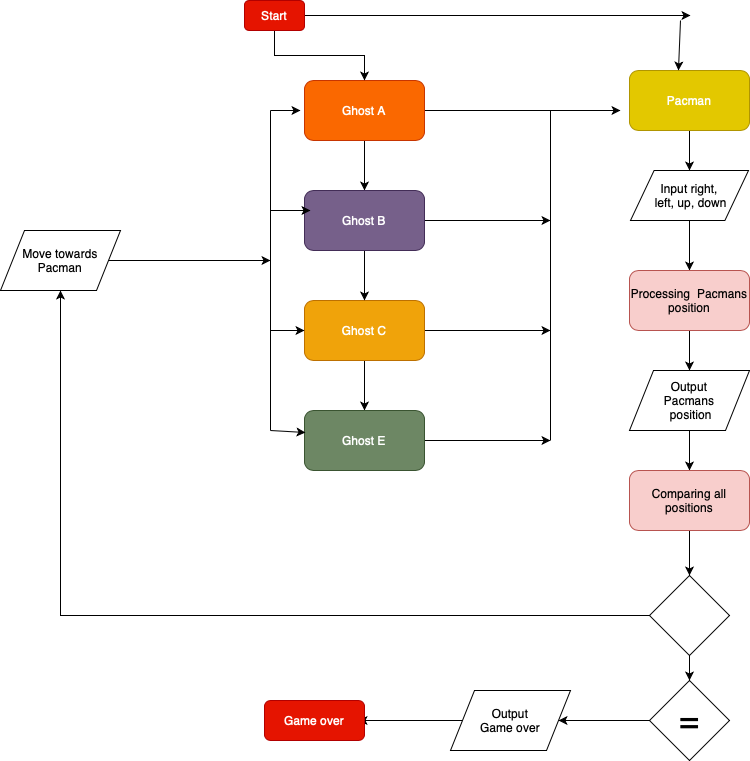 Start
Ghost A
Pacman
Input right,
left, up, down
Ghost B
Move towards
Pacman
Processing  Pacmans
position
Ghost C
Output
Pacmans
position
Ghost E
Comparing all
positions
=
Output
Game over
Game over